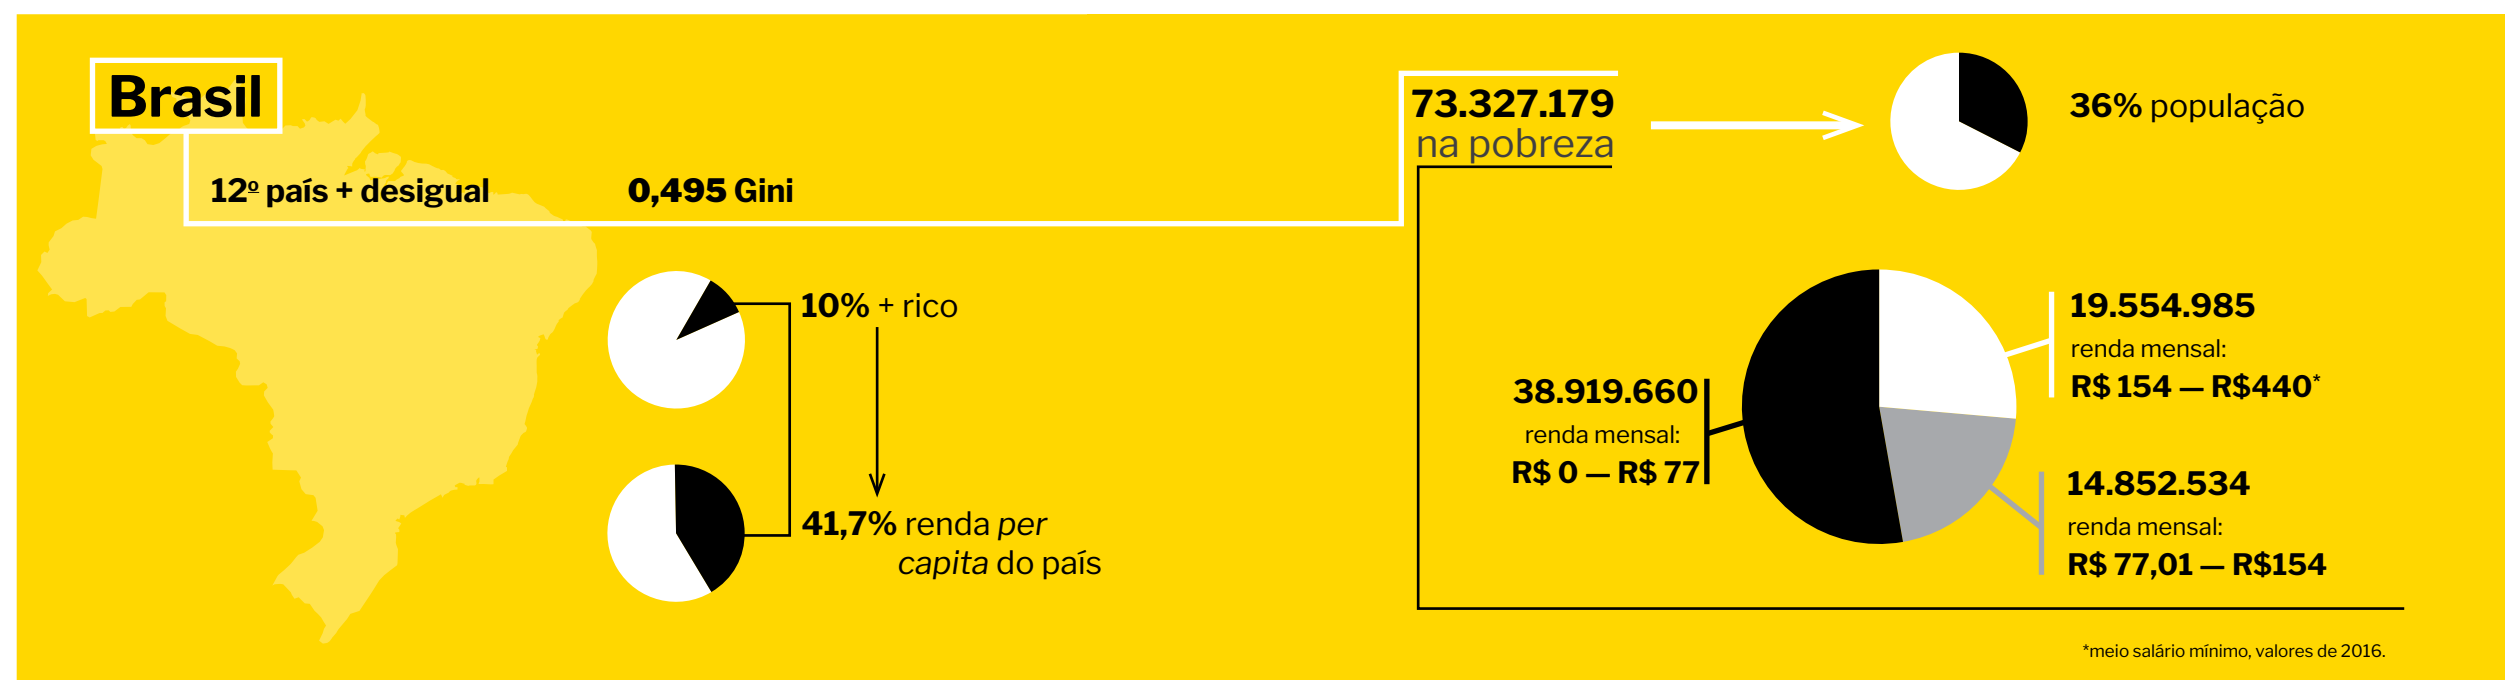 Brasil
12º país + desigual
0,495 Gini
10% + rico
41,7% renda per
capita do país
73.327.179
na pobreza
36% população
38.919.660
renda mensal:
R$ 0 — R$ 77
19.554.985
renda mensal:
R$ 154 — R$440*
14.852.534
renda mensal:
R$ 77,01 — R$154
*meio salário mínimo, valores de 2016.